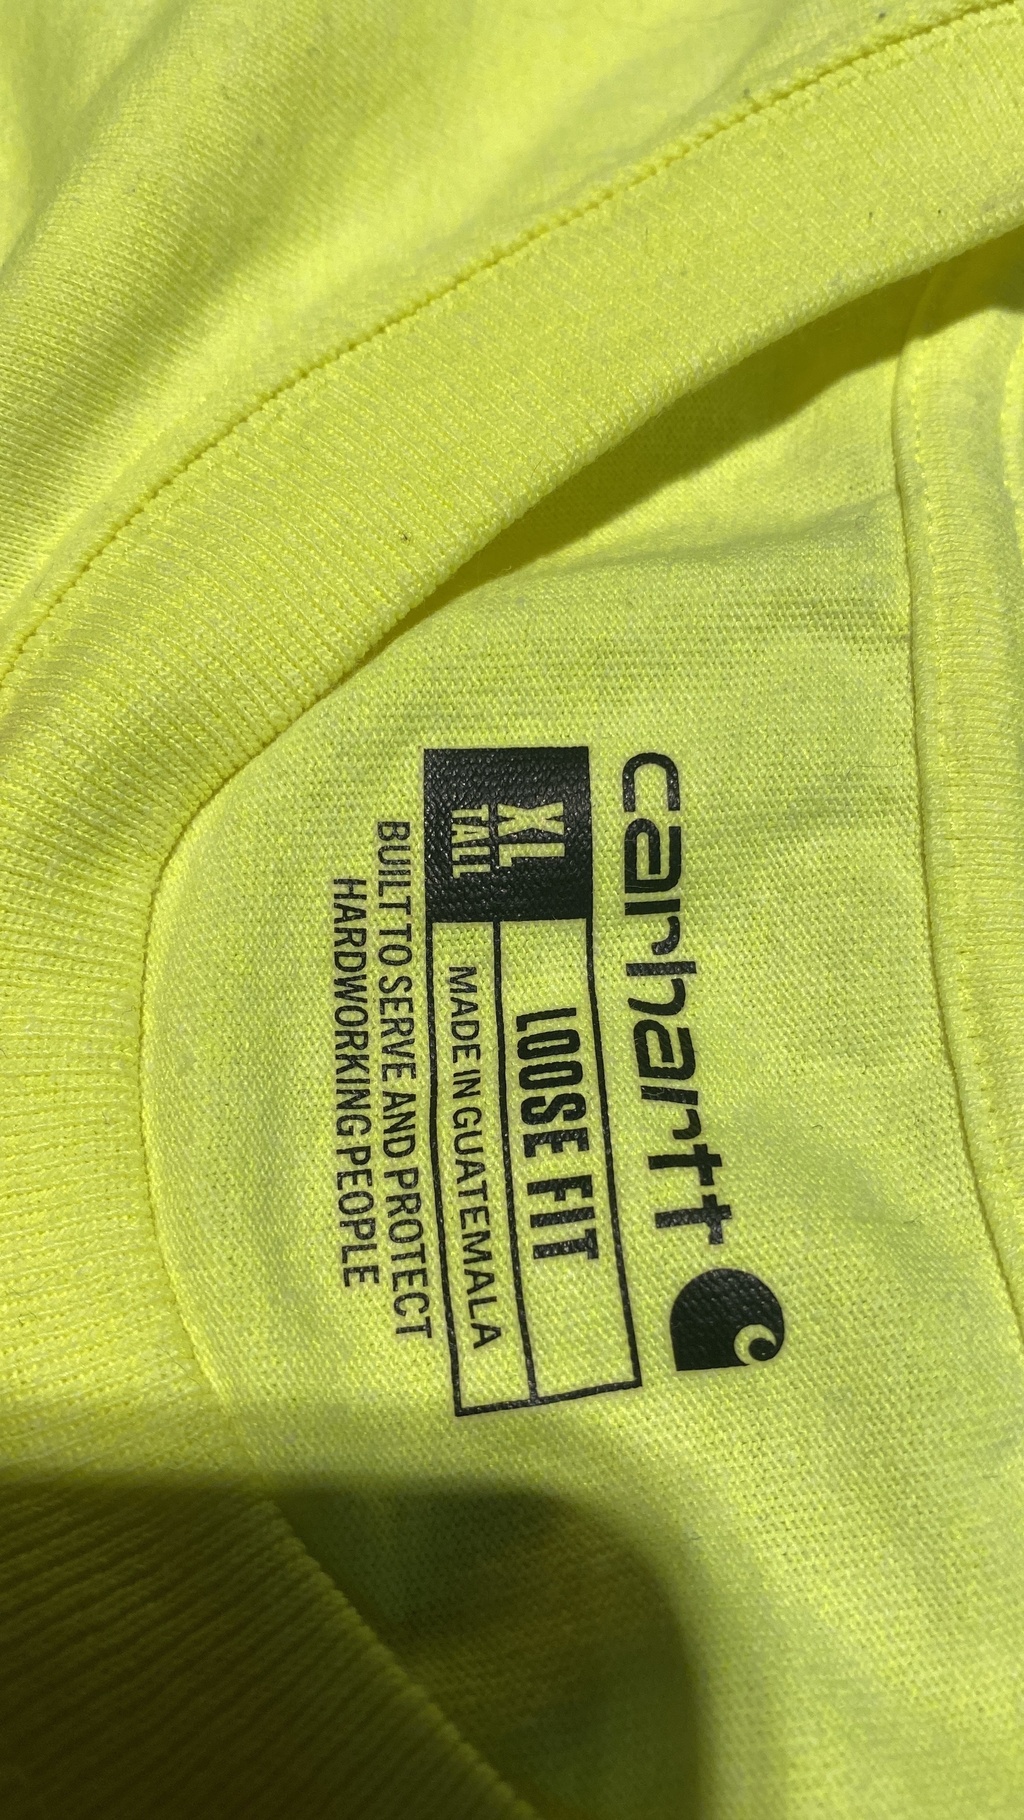 carhartt
XL
TALL
LOOSE FIT
MADE IN GUATEMALA
BUILT TO SERVE AND PROTECT
HARDWORKING PEOPLE